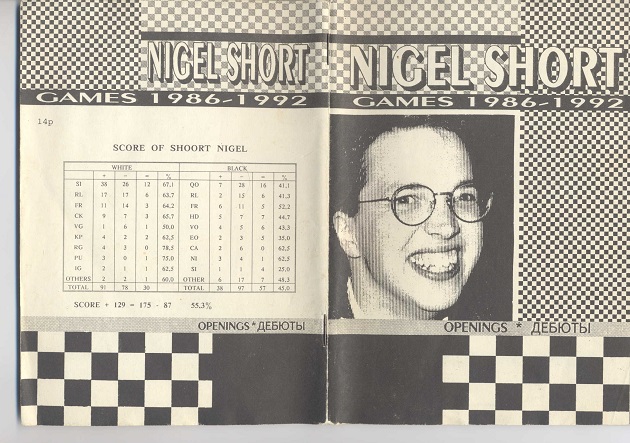 NIGEL SHORT
GAMES 1986-1992
14p
SCORE OF SHOORT NIGEL
WHITE BLACK
+ − = % + − = %
SI 38 26 12 67,1 QO 7 28 16 41,1
RL 17 17 6 63,7 RL 2 15 6 41,3
FR 11 14 3 64,2 FR 6 11 5 52,2
CK 9 7 3 65,7 HD 5 7 7 44,7
VG 1 6 1 50,0 VO 4 5 6 43,3
KP 4 2 2 62,5 EO 2 3 5 35,0
RG 4 3 0 78,5 CA 2 6 0 62,5
PU 3 0 1 75,0 NI 3 4 1 62,5
IG 2 1 1 62,5 SI 1 1 4 25,0
OTHERS 2 2 1 60,0 OTHER 6 17 7 48,3
TOTAL 91 78 30 TOTAL 38 97 57 45,0
SCORE + 129 = 175 - 87 55,3%
OPENINGS * ДЕБЮТЫ
NIGEL SHORT
GAMES 1986-1992
OPENINGS * ДЕБЮТЫ